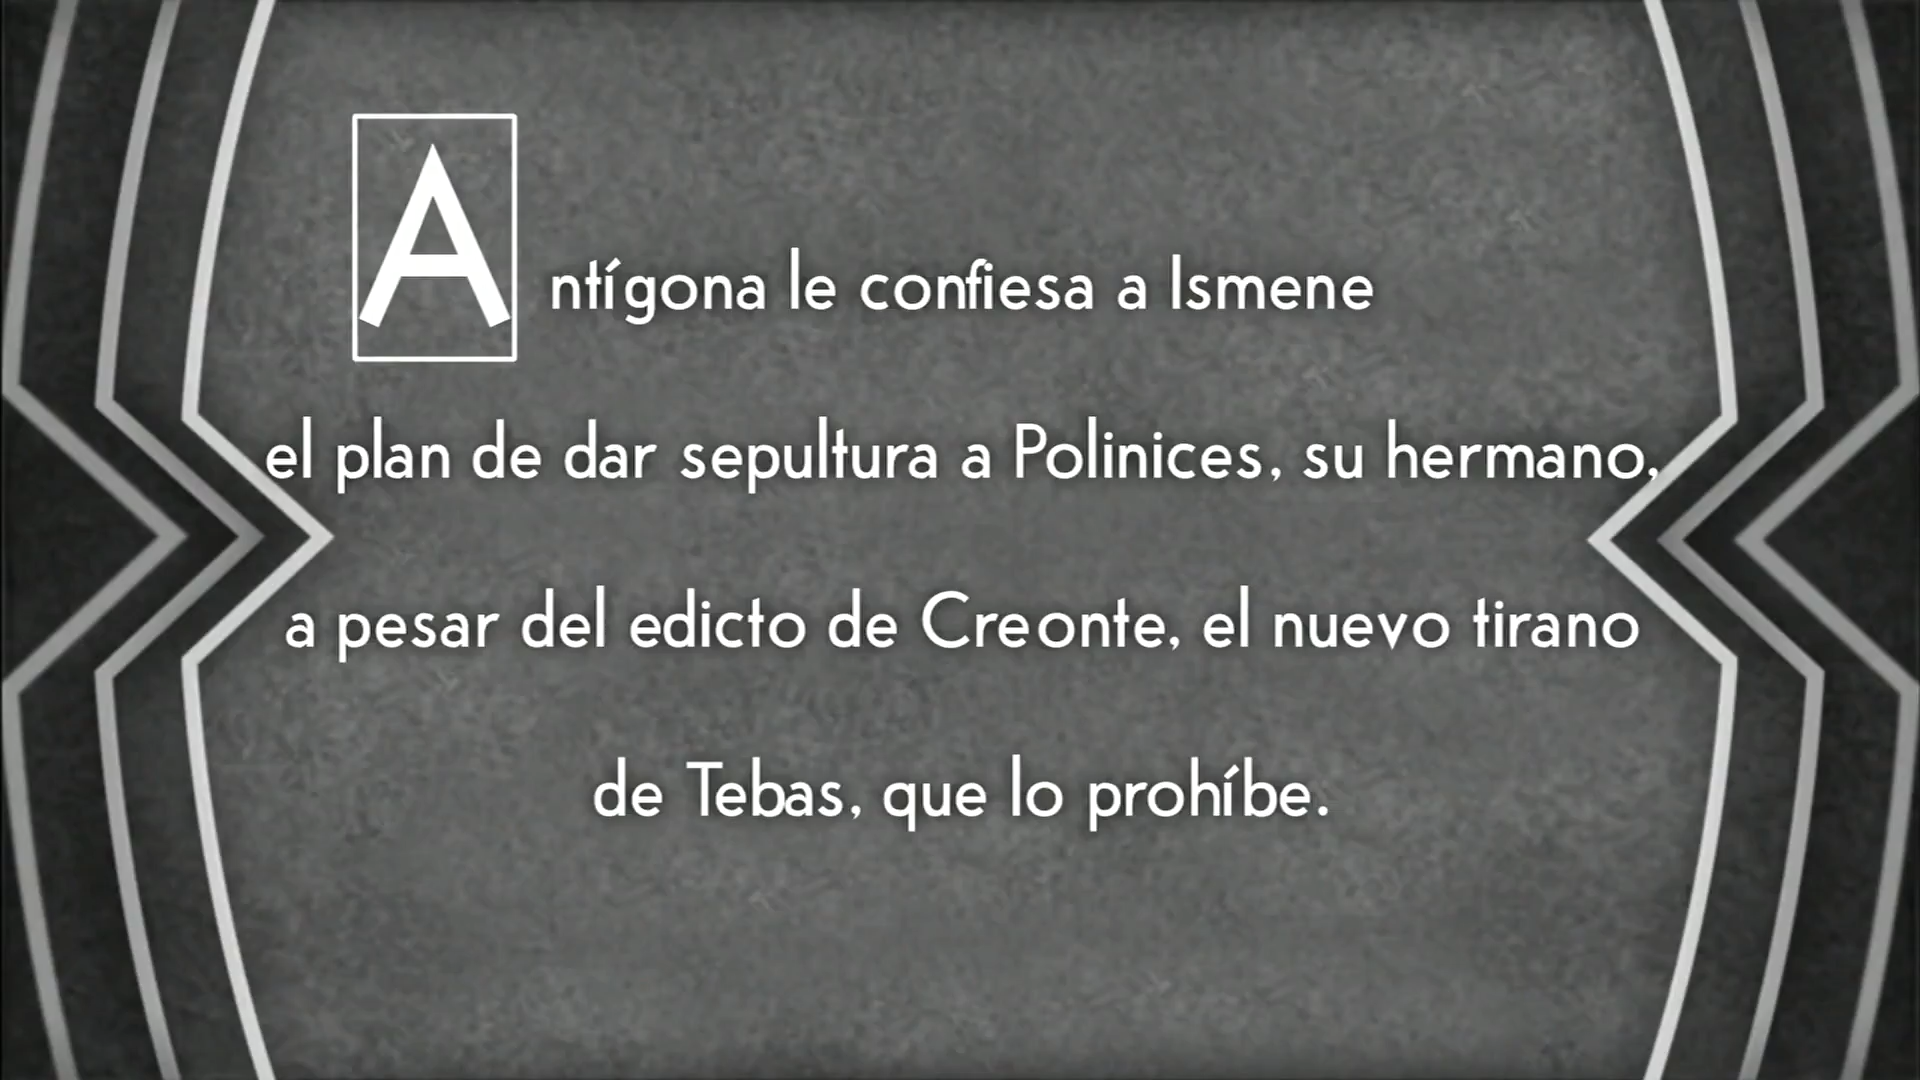 Antígona le confiesa a Ismene
el plan de dar sepultura a Polinices, su hermano,
a pesar del edicto de Creonte, el nuevo tirano
de Tebas, que lo prohíbe.